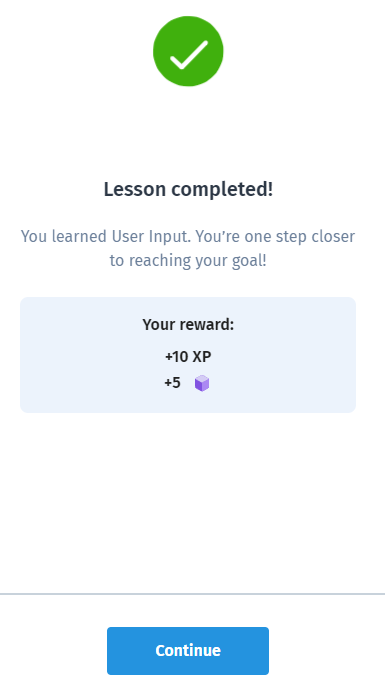 Lesson completed!
You learned User Input. You’re one step closer
to reaching your goal!
Your reward:
+10 XP
+5
Continue